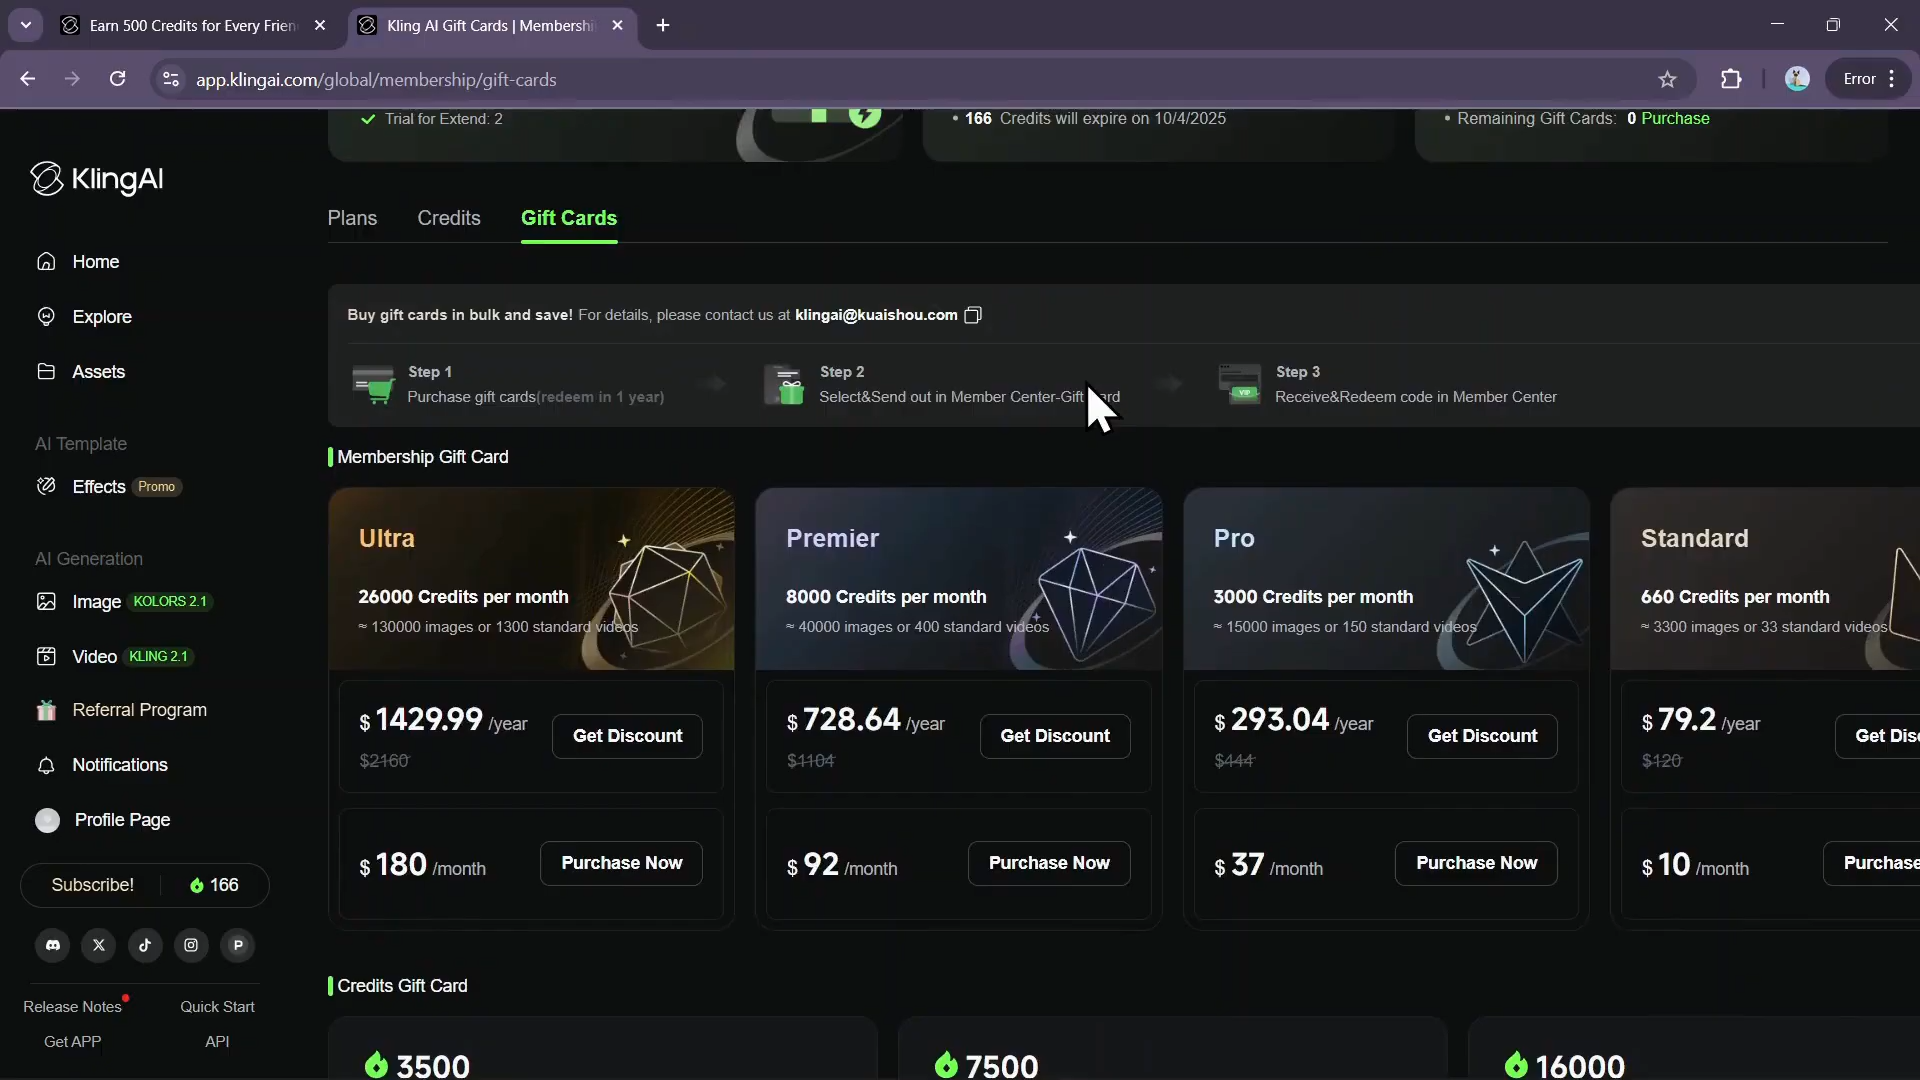 Earn 500 Credits for Every Frien
Kling AI Gift Cards | Membershi
app.klingai.com/global/membership/gift-cards
Error
Trial for Extend: 2
• 166 Credits will expire on 10/4/2025
• Remaining Gift Cards: 0 Purchase
KlingAI
Home
Explore
Assets
AI Template
Effects Promo
AI Generation
Image KOLORS 2.1
Video KLING 2.1
Referral Program
Notifications
Profile Page
Subscribe! 166
Release Notes Quick Start
Get APP API
Plans Credits Gift Cards
Buy gift cards in bulk and save! For details, please contact us at klingai@kuaishou.com
Step 1
Purchase gift cards(redeem in 1 year)
Step 2
Select&Send out in Member Center-Gift
Step 3
Receive&Redeem code in Member Center
Membership Gift Card
Ultra
26000 Credits per month
≈ 130000 images or 1300 standard videos
$ 1429.99 /year Get Discount
$2160
$ 180 /month Purchase Now
Premier
8000 Credits per month
≈ 40000 images or 400 standard videos
$ 728.64 /year Get Discount
$1104
$ 92 /month Purchase Now
Pro
3000 Credits per month
≈ 15000 images or 150 standard videos
$ 293.04 /year Get Discount
$444
$ 37 /month Purchase Now
Standard
660 Credits per month
≈ 3300 images or 33 standard videos
$ 79.2 /year Get Disc
$120
$ 10 /month Purchase
Credits Gift Card
3500
7500
16000